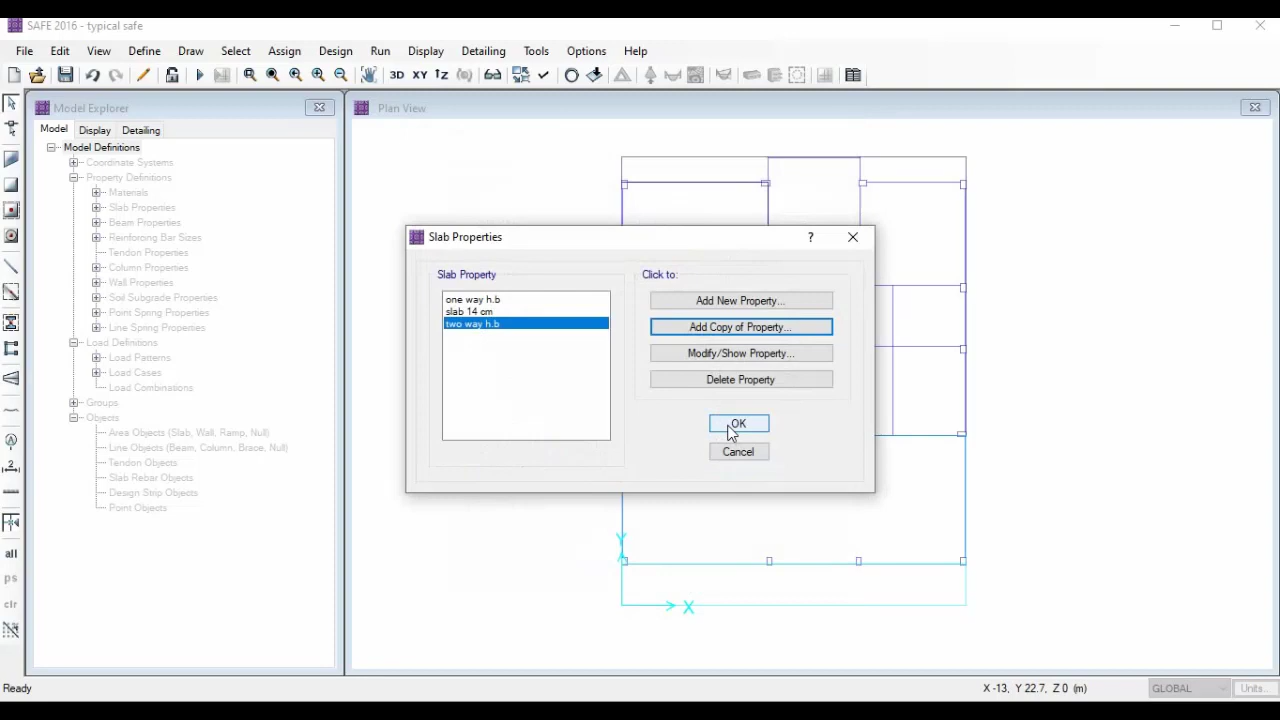 SAFE 2016 - typical safe
File Edit View Define Draw Select Assign Design Run Display Detailing Tools Options Help
3D XY
Model Explorer
Plan View
Model Display Detailing
Model Definitions
Coordinate Systems
Property Definitions
Materials
Slab Properties
Beam Properties
Reinforcing Bar Sizes
Tendon Properties
Column Properties
Wall Properties
Soil Subgrade Properties
Point Spring Properties
Line Spring Properties
Load Definitions
Load Patterns
Load Cases
Load Combinations
Groups
Objects
Area Objects (Slab, Wall, Ramp, Null)
Line Objects (Beam, Column, Brace, Null)
Tendon Objects
Slab Rebar Objects
Design Strip Objects
Point Objects
all
ps
clr
Slab Properties
?
Slab Property
one way h.b
slab 14 cm
two way h.b
Click to:
Add New Property...
Add Copy of Property...
Modify/Show Property...
Delete Property
OK
Cancel
Y
X
Ready
X -13, Y 22.7, Z 0 (m)
GLOBAL
Units...